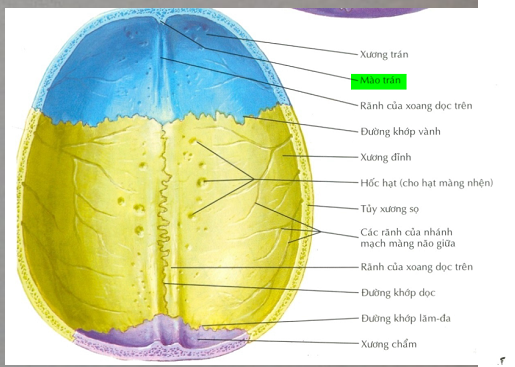 Xương trán
Mào trán
Rãnh của xoang dọc trên
Đường khớp vành
Xương đỉnh
Hốc hạt (cho hạt màng nhện)
Tủy xương sọ
Các rãnh của nhánh
mạch màng não giữa
Rãnh của xoang dọc trên
Đường khớp dọc
Đường khớp lăm-đa
Xương chẩm